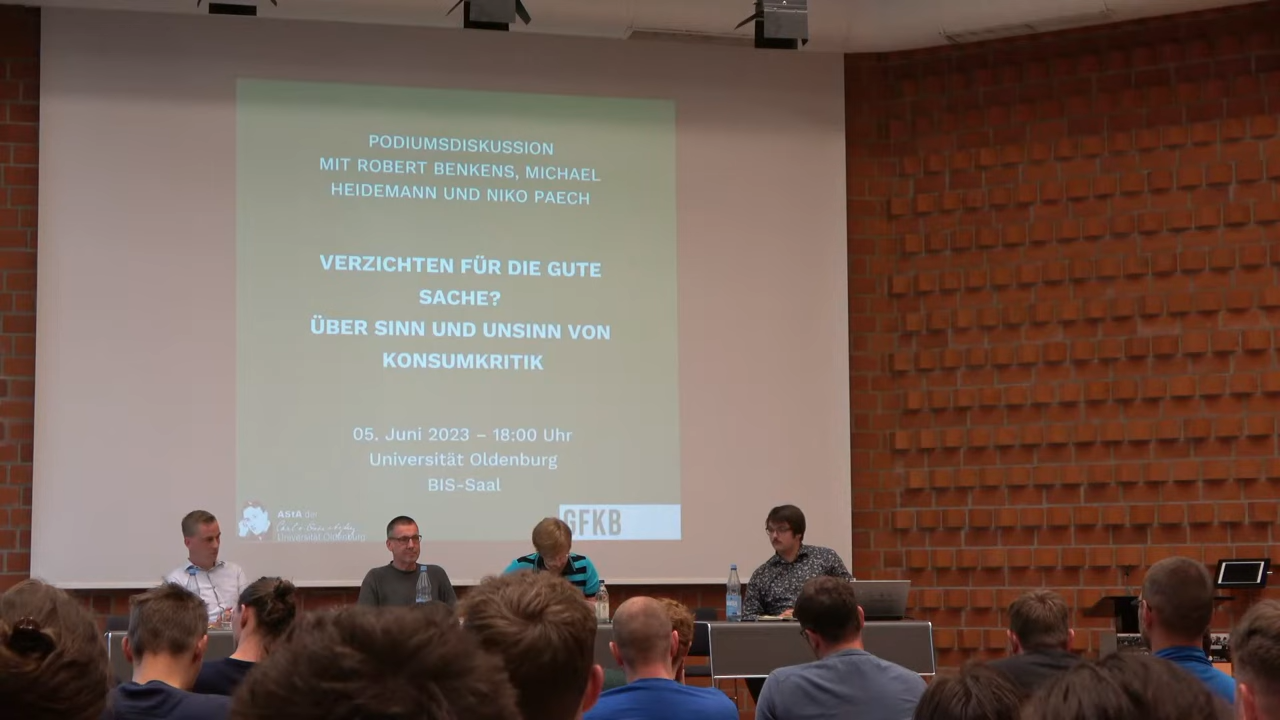 PODIUMSDISKUSSION
MIT ROBERT BENKENS, MICHAEL
HEIDEMANN UND NIKO PAECH
VERZICHTEN FÜR DIE GUTE
SACHE?
ÜBER SINN UND UNSINN VON
KONSUMKRITIK
05. Juni 2023 – 18:00 Uhr
Universität Oldenburg
BIS-Saal
AStA der
Universität Oldenburg
GFKB